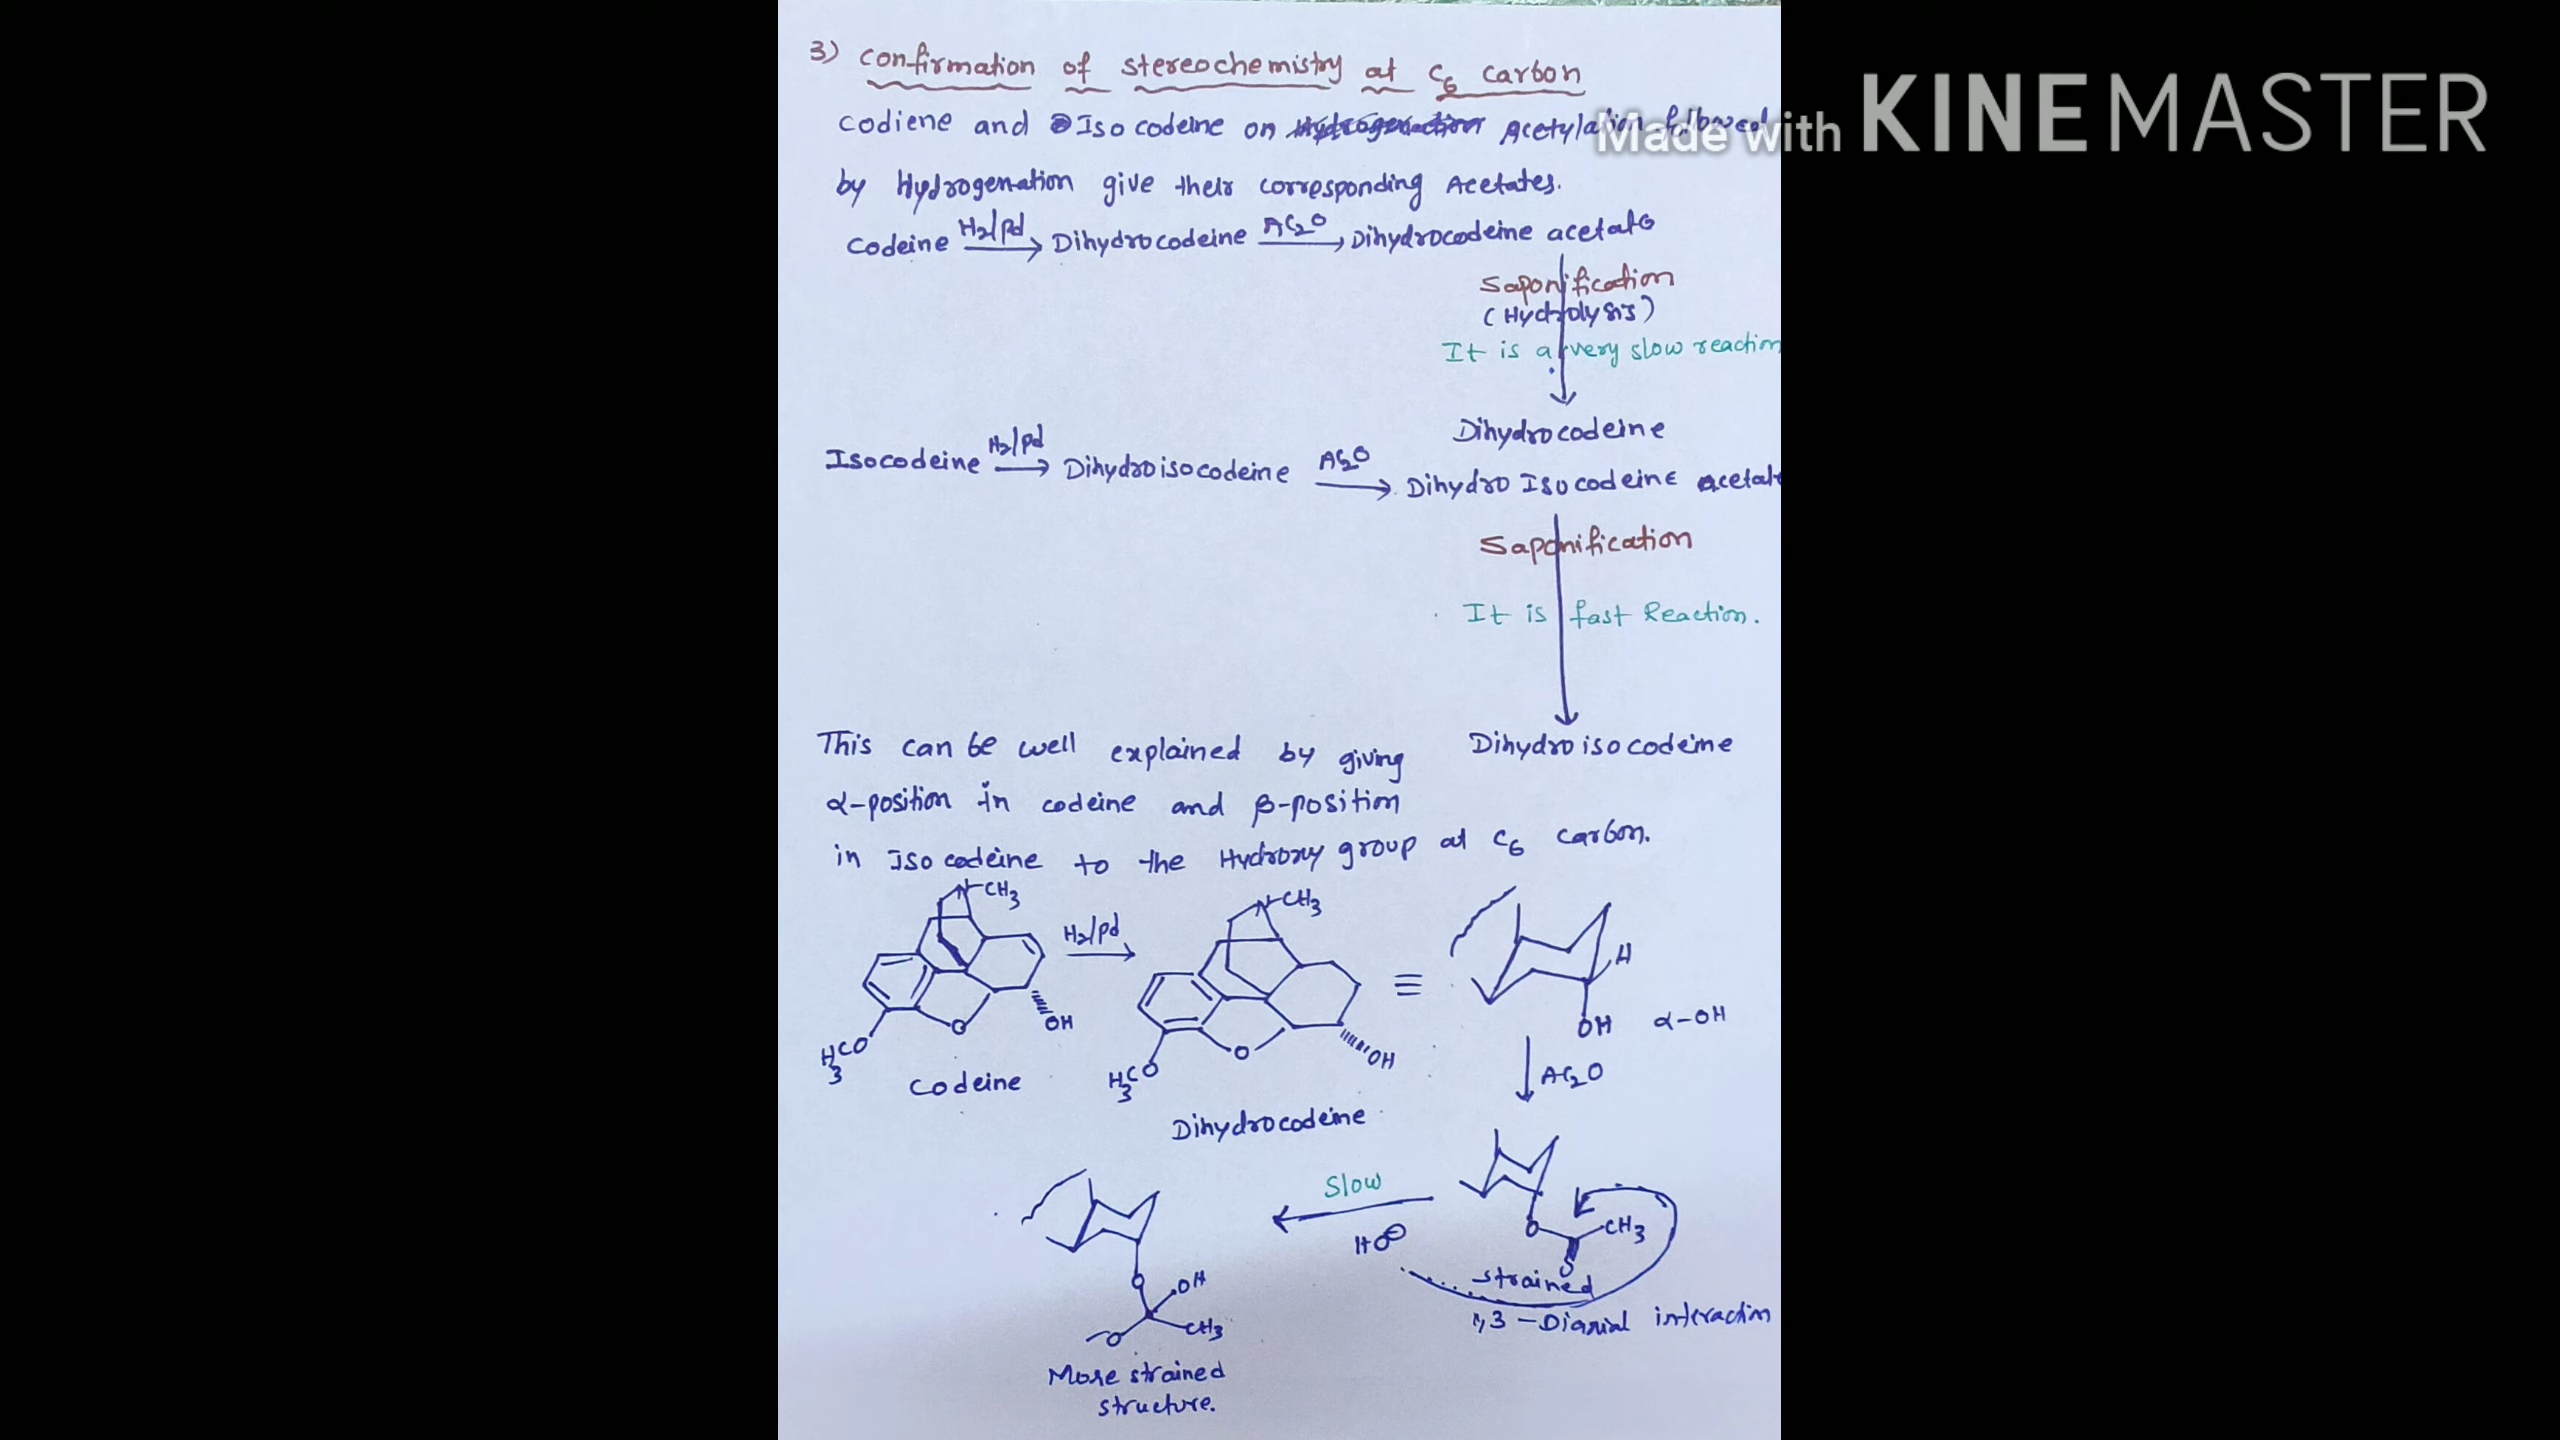 3) Confirmation of stereochemistry at C6 carbon
codiene and Iso codeine on Hydrogenation Acetylation followed
Made with KINEMASTER
by Hydrogenation give their corresponding Acetates.
Codeine H2/Pd Dihydrocodeine AC2O Dihydrocodeine acetate
Saponification
(Hydrolysis)
It is a very slow reaction
Dihydrocodeine
Isocodeine H2/Pd Dihydroisocodeine AC2O Dihydro Isocodeine acetate
Saponification
It is fast Reaction.
This can be well explained by giving Dihydroisocodeine
α-position in codeine and β-position
in Iso codeine to the Hydroxy group at C6 carbon.
N-CH3 H2/Pd N-CH3 H
OH OH OH α-OH
O O
H3CO H3CO AC2O
Codeine
Dihydrocodeine
Slow
HO⊖
O CH3
O
strained
1,3-Diaxial interaction
O OH
O CH3
More strained
structure.